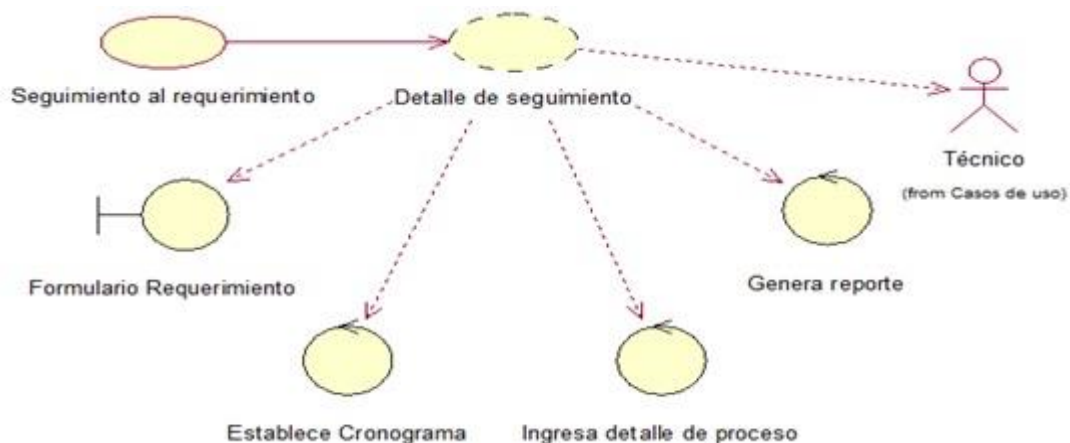 Seguimiento al requerimiento
Detalle de seguimiento
Técnico
(from Casos de uso)
Formulario Requerimiento
Genera reporte
Establece Cronograma
Ingresa detalle de proceso